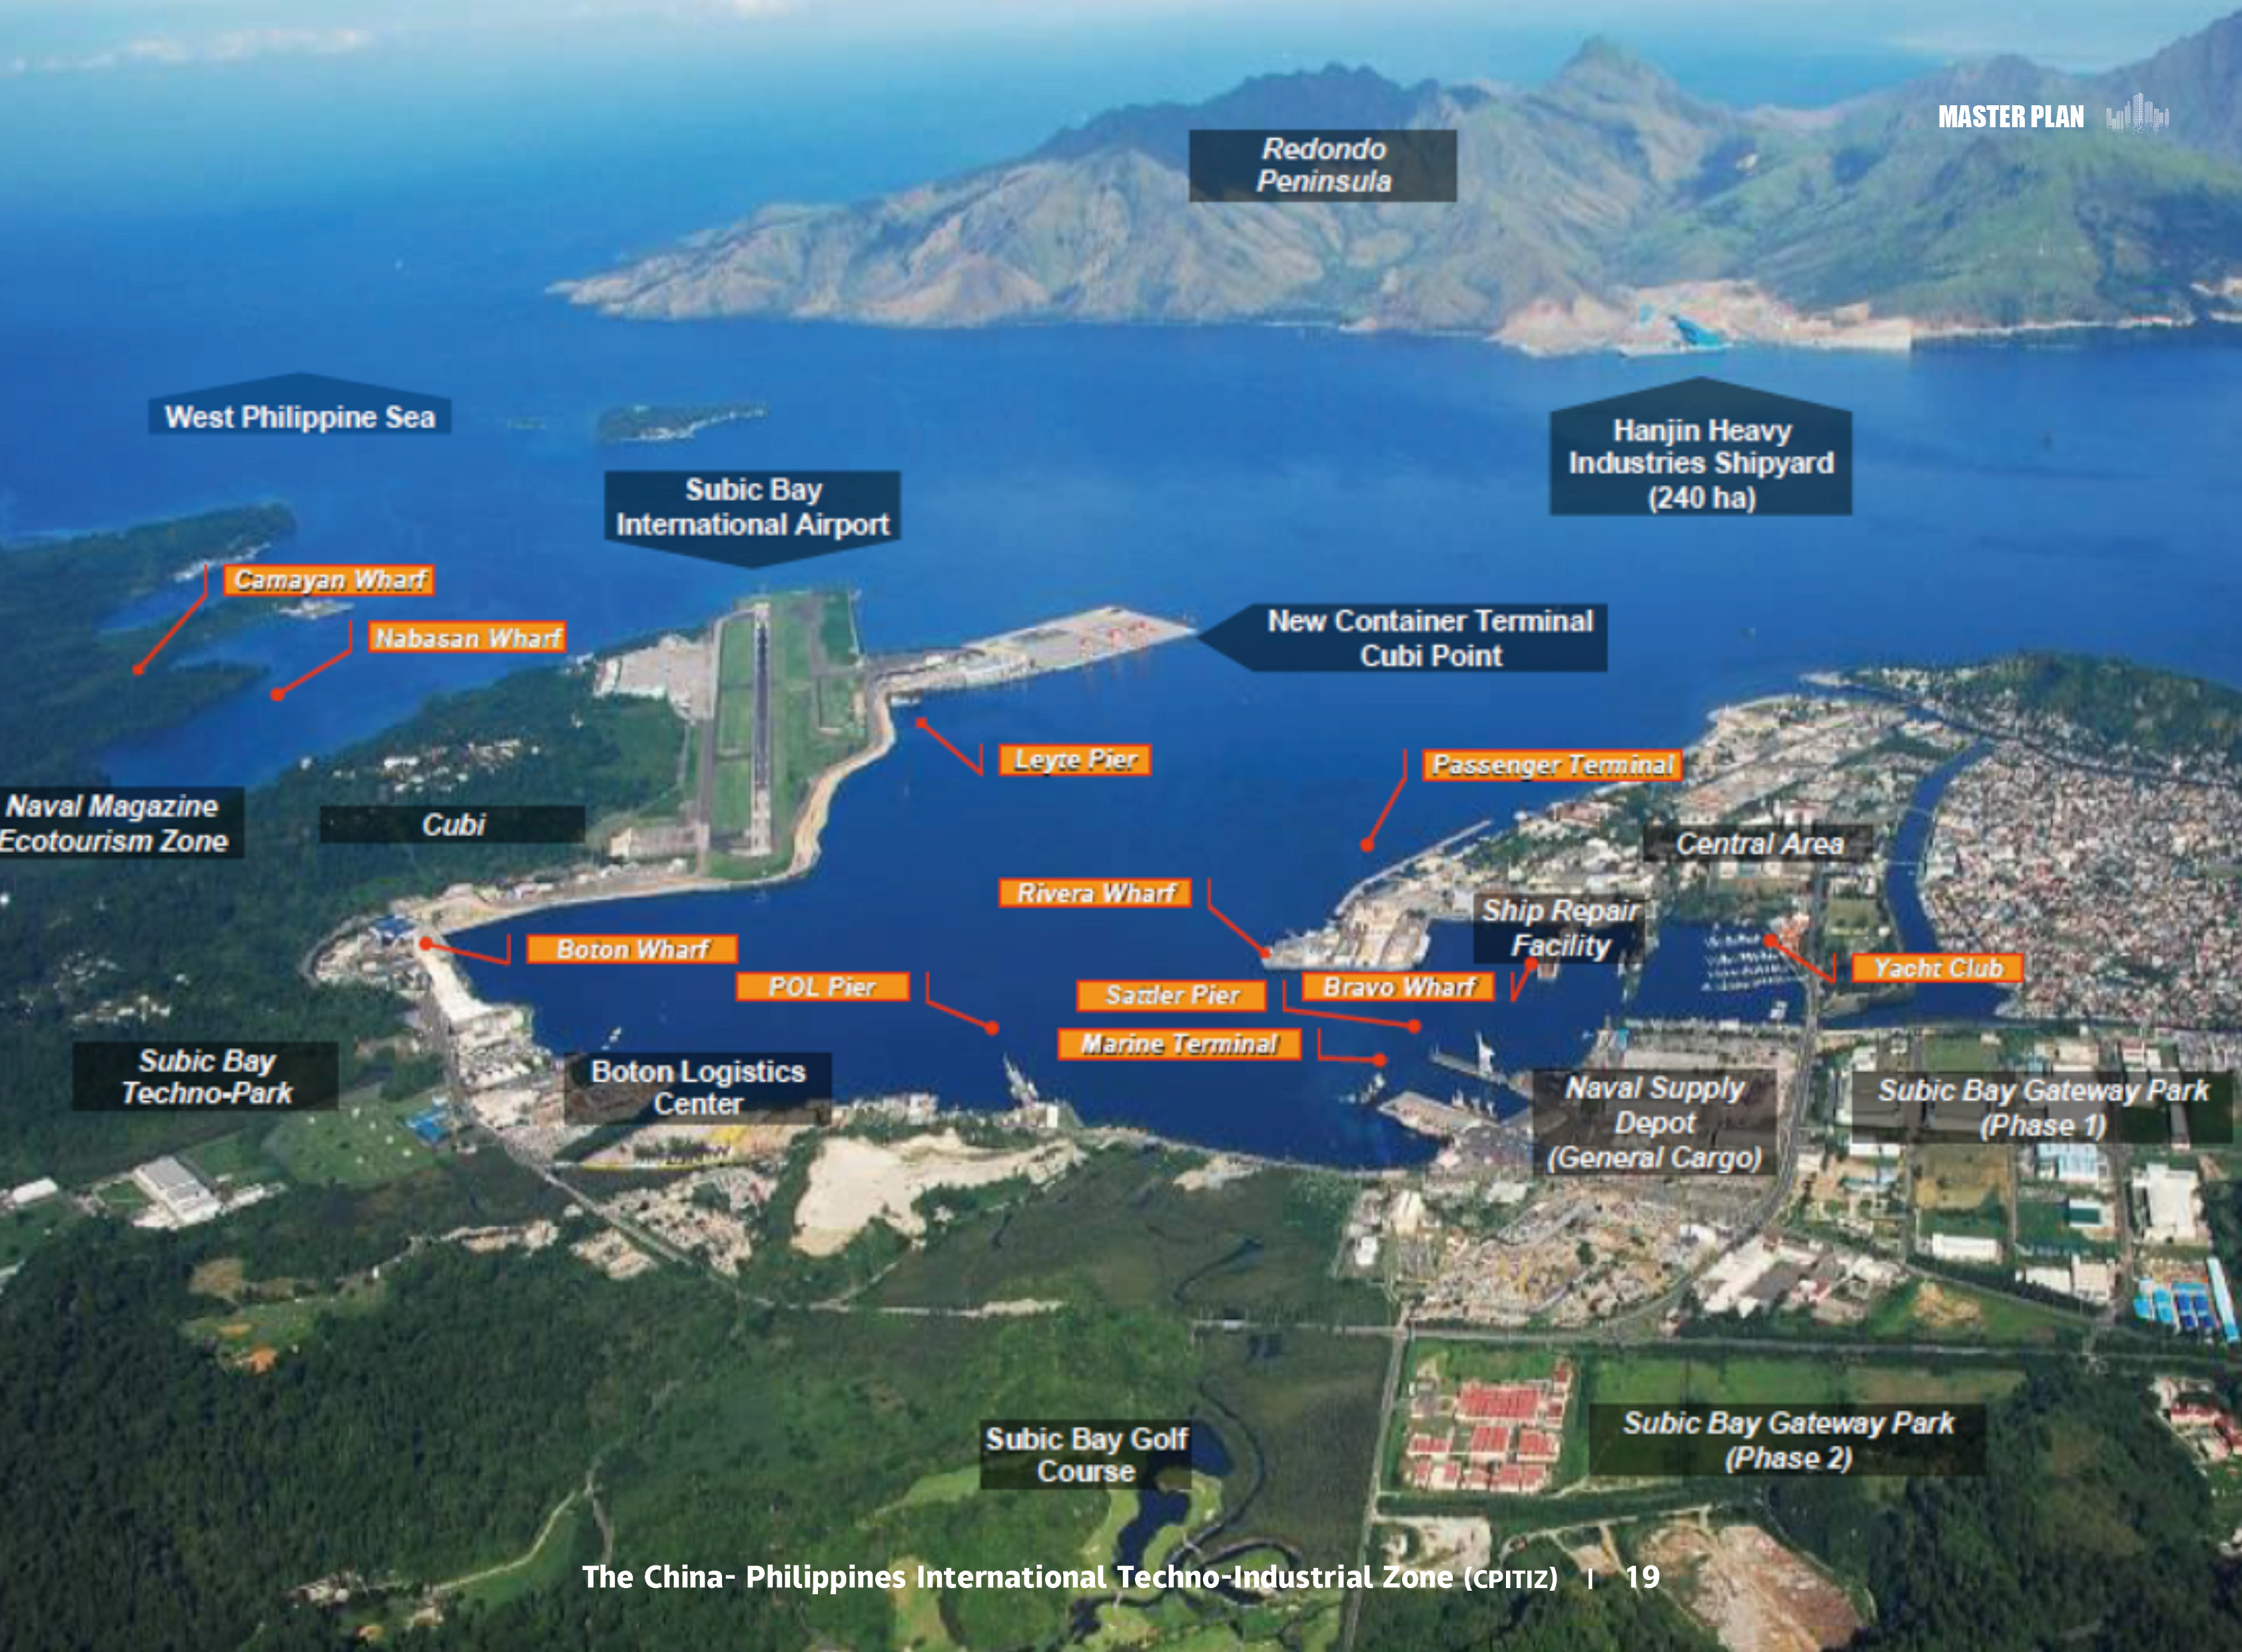 MASTER PLAN
Redondo
Peninsula
West Philippine Sea
Hanjin Heavy
Industries Shipyard
(240 ha)
Subic Bay
International Airport
Camayan Wharf
Nabasan Wharf
New Container Terminal
Cubi Point
Leyte Pier
Passenger Terminal
Naval Magazine
Ecotourism Zone
Cubi
Central Area
Rivera Wharf
Ship Repair
Facility
Boton Wharf
POL Pier
Sattler Pier
Bravo Wharf
Yacht Club
Marine Terminal
Subic Bay
Techno-Park
Boton Logistics
Center
Naval Supply
Depot
(General Cargo)
Subic Bay Gateway Park
(Phase 1)
Subic Bay Golf
Course
Subic Bay Gateway Park
(Phase 2)
The China- Philippines International Techno-Industrial Zone (CPITIZ) | 19